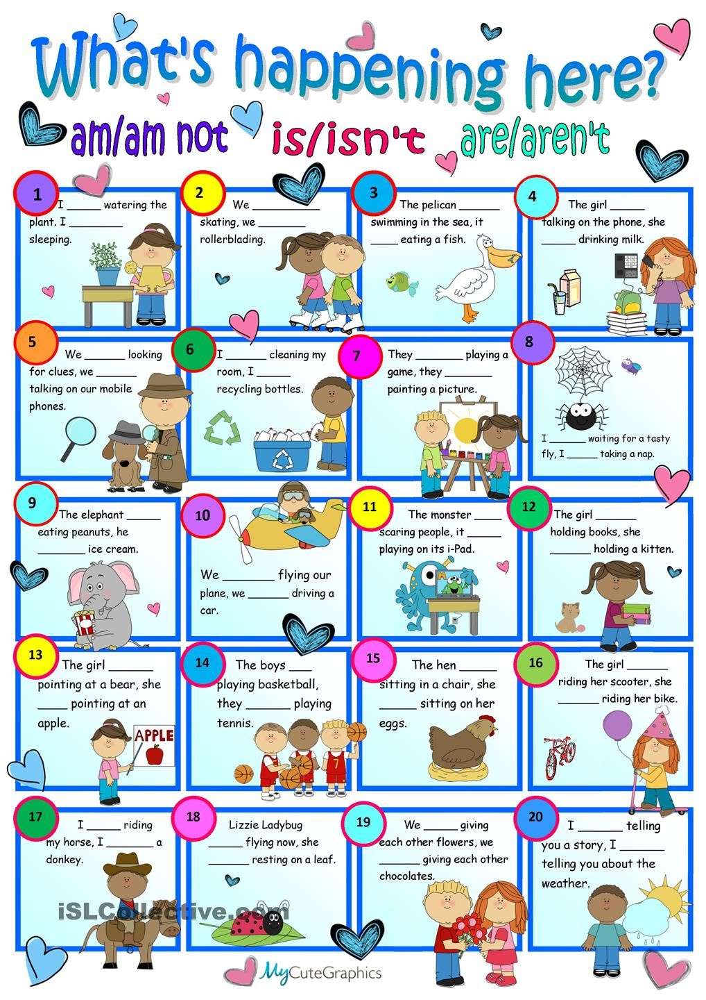 What's happening here?
am/am not is/isn't are/aren't
1
I _____ watering the
plant. I ________
sleeping.
2
We __________
skating, we _______
rollerblading.
3
The pelican ______
swimming in the sea, it
____ eating a fish.
4
The girl _____
talking on the phone, she
_____ drinking milk.
5
We ______ looking
for clues, we ______
talking on our mobile
phones.
6
I ______ cleaning my
room, I _____
recycling bottles.
7
They _______ playing a
game, they _______
painting a picture.
8
I ______ waiting for a tasty
fly, I _____ taking a nap.
9
The elephant _____
eating peanuts, he
_______ ice cream.
10
We ________ flying our
plane, we ______ driving a
car.
11
The monster ____
scaring people, it _____
playing on its i-Pad.
M
12
The girl ______
holding books, she
______ holding a kitten.
13
The girl ______
pointing at a bear, she
____ pointing at an
apple.
APPLE
14
The boys ___
playing basketball,
they ______ playing
tennis.
7
15
The hen _____
sitting in a chair, she
_____ sitting on her
eggs.
16
The girl ______
riding her scooter, she
______ riding her bike.
17
I _____ riding
my horse, I _______ a
donkey.
18
Lizzie Ladybug
_____ flying now, she
______ resting on a leaf.
19
We _____ giving
each other flowers, we
______ giving each other
chocolates.
20
I ______ telling
you a story, I ______
telling you about the
weather.
iSLCollective.com
MyCuteGraphics